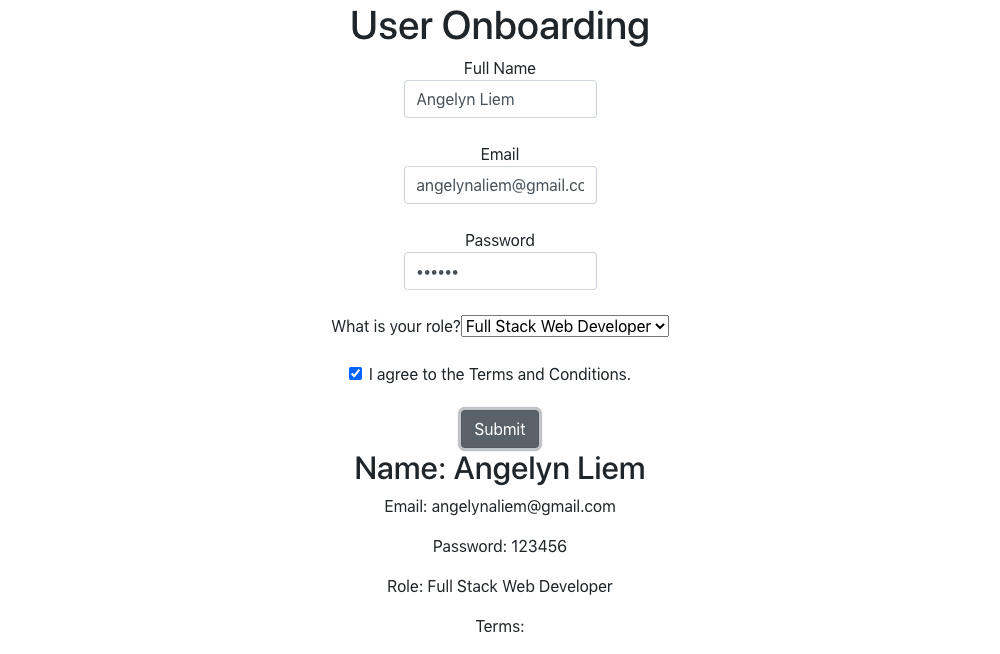 User Onboarding
Full Name
Angelyn Liem
Email
angelynaliem@gmail.cc
Password
••••••
What is your role? Full Stack Web Developer
I agree to the Terms and Conditions.
Submit
Name: Angelyn Liem
Email: angelynaliem@gmail.com
Password: 123456
Role: Full Stack Web Developer
Terms: